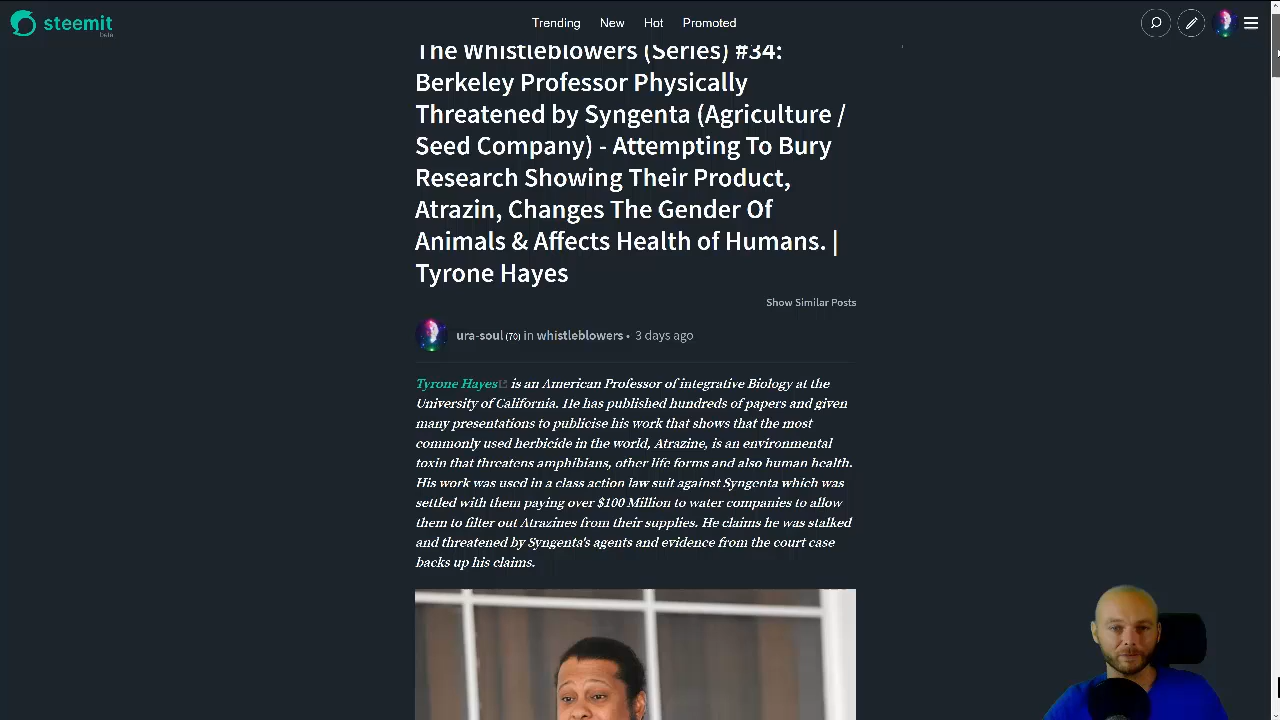 steemit
beta
Trending New Hot Promoted
The Whistleblowers (Series) #34:
Berkeley Professor Physically
Threatened by Syngenta (Agriculture /
Seed Company) - Attempting To Bury
Research Showing Their Product,
Atrazin, Changes The Gender Of
Animals & Affects Health of Humans. |
Tyrone Hayes
Show Similar Posts
ura-soul (70) in whistleblowers • 3 days ago
Tyrone Hayes is an American Professor of integrative Biology at the
University of California. He has published hundreds of papers and given
many presentations to publicise his work that shows that the most
commonly used herbicide in the world, Atrazine, is an environmental
toxin that threatens amphibians, other life forms and also human health.
His work was used in a class action law suit against Syngenta which was
settled with them paying over $100 Million to water companies to allow
them to filter out Atrazines from their supplies. He claims he was stalked
and threatened by Syngenta's agents and evidence from the court case
backs up his claims.